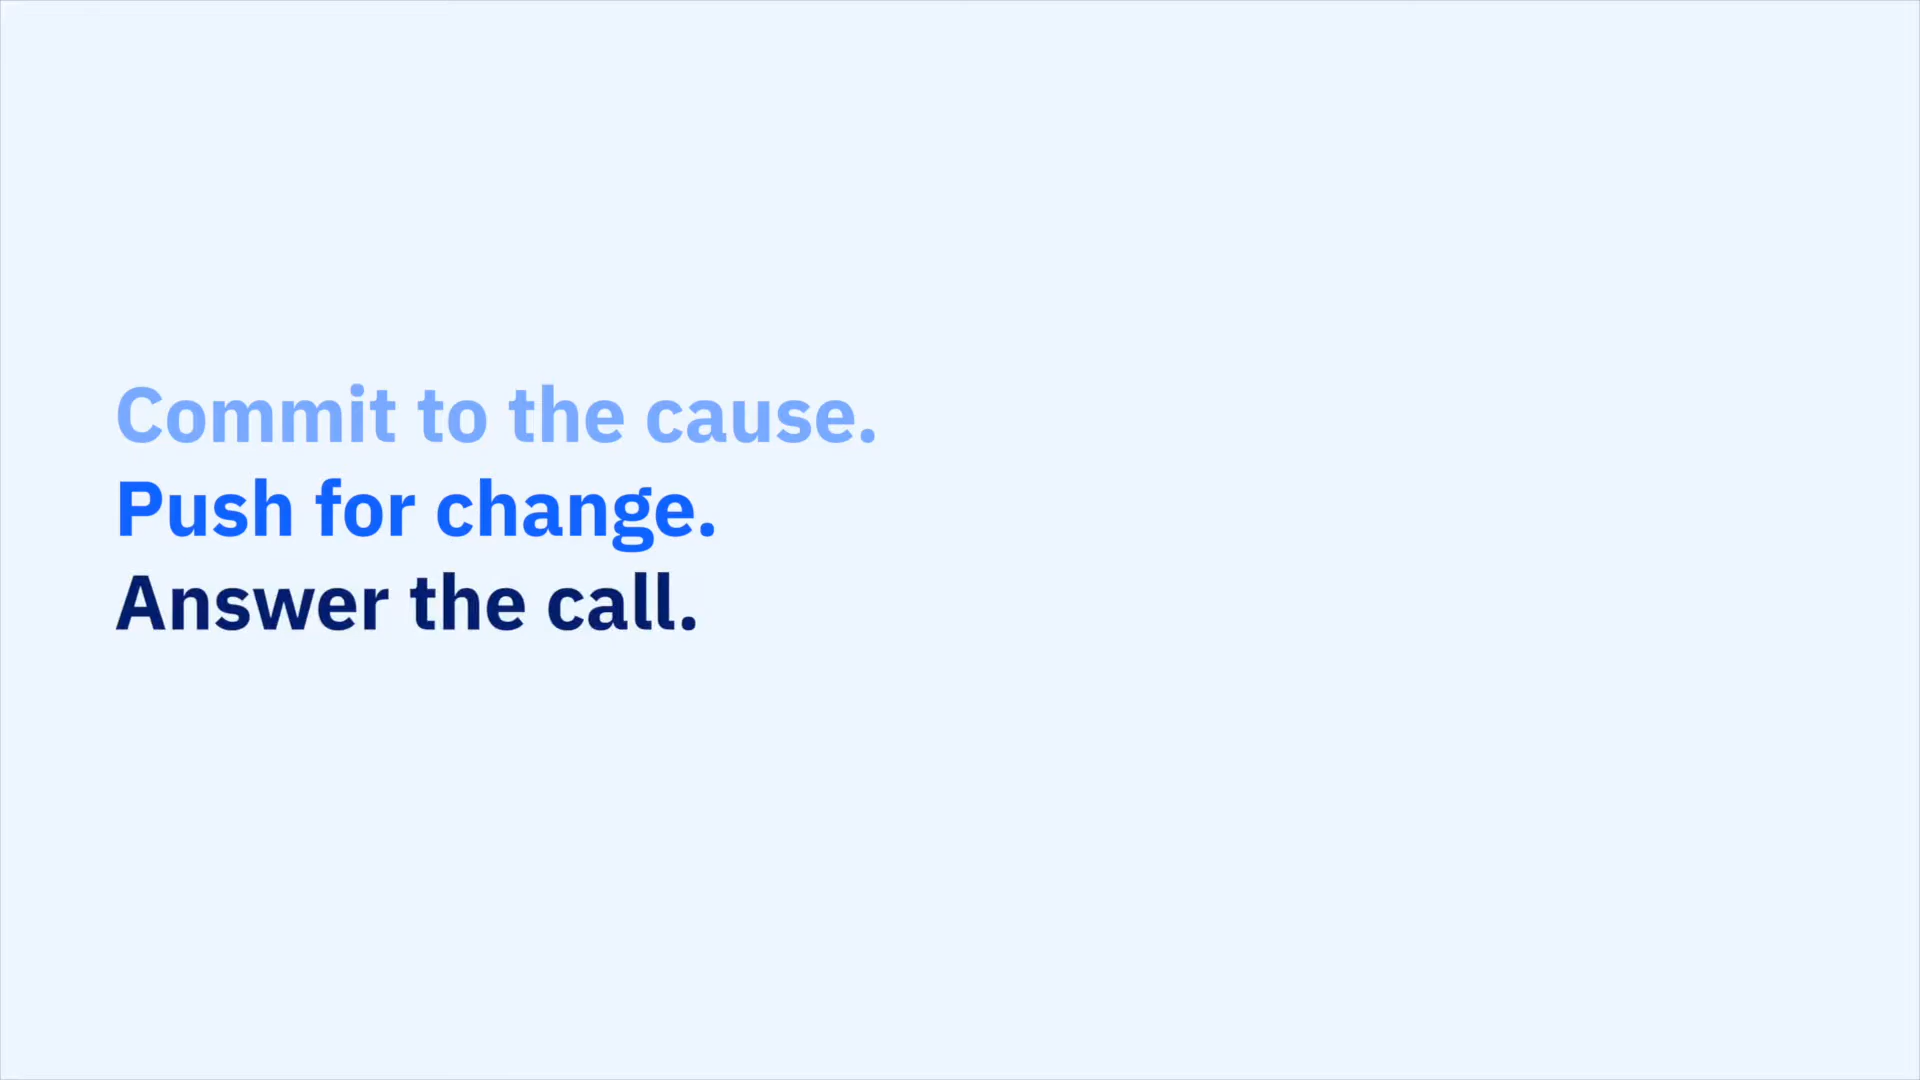 Commit to the cause.
Push for change.
Answer the call.